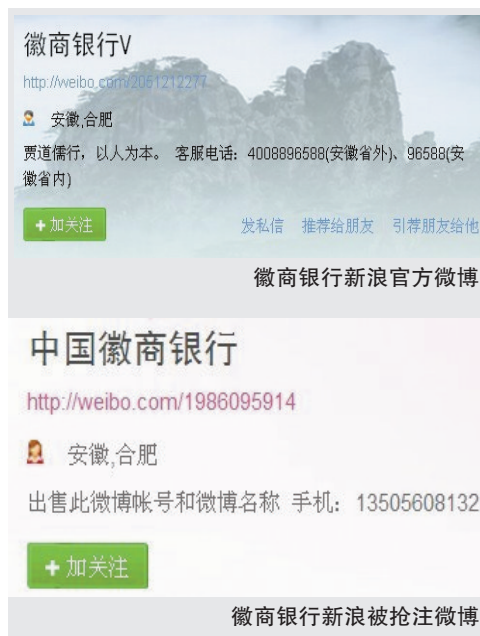 徽商银行V
http://weibo.com/2051212277
安徽,合肥
贾道儒行，以人为本。 客服电话：4008896588(安徽省外)、96588(安
徽省内)
+加关注 发私信 推荐给朋友 引荐朋友给他
徽商银行新浪官方微博
中国徽商银行
http://weibo.com/1986095914
安徽,合肥
出售此微博帐号和微博名称 手机：13505608132
+加关注
徽商银行新浪被抢注微博